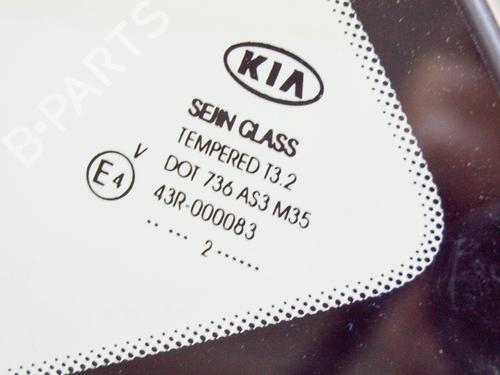 B-PARTS
KIA
SEJIN GLASS
TEMPERED T3.2
V
DOT 736 AS3 M35
E4
43R-000083
...... 2 ......